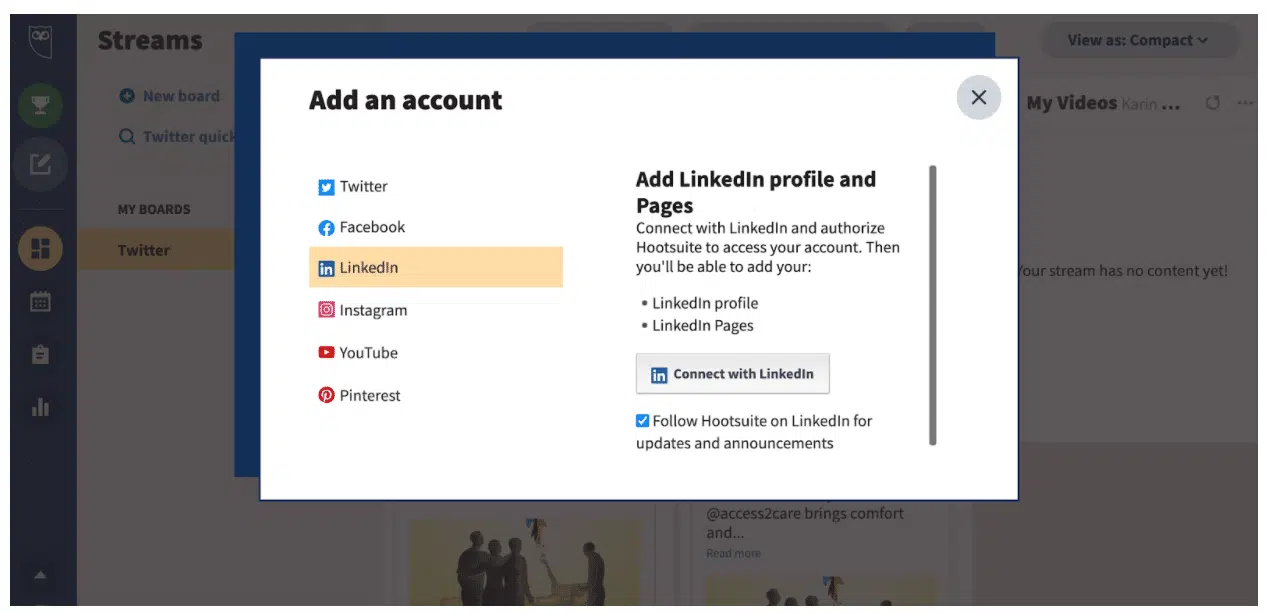 Streams
View as: Compact
New board
Twitter quick
MY BOARDS
Twitter
Add an account
Twitter
Facebook
in LinkedIn
Instagram
YouTube
Pinterest
Add LinkedIn profile and
Pages
Connect with LinkedIn and authorize
Hootsuite to access your account. Then
you'll be able to add your:
• LinkedIn profile
• LinkedIn Pages
in Connect with LinkedIn
Follow Hootsuite on LinkedIn for
updates and announcements
My Videos Karin ...
our stream has no content yet!
@access2care brings comfort
and...
Read more